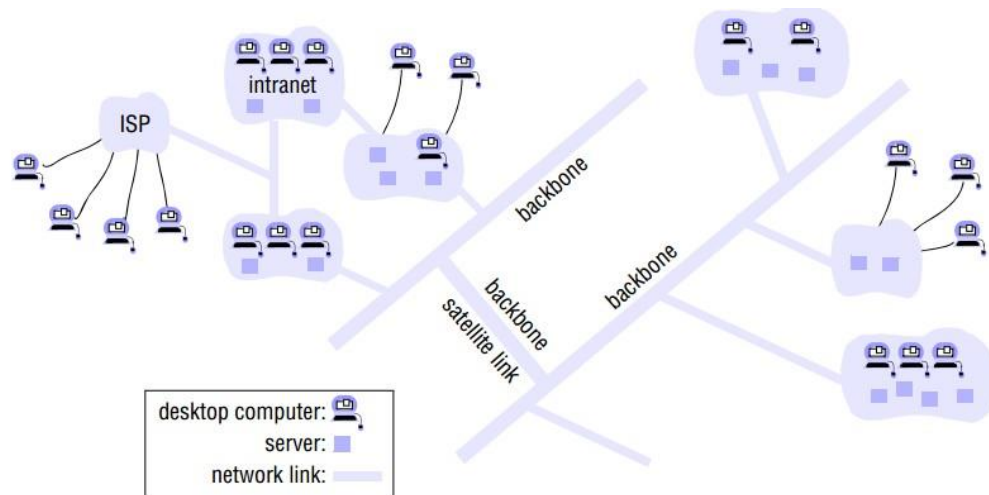 intranet
ISP
backbone
backbone
backbone
satellite link
desktop computer:
server:
network link: